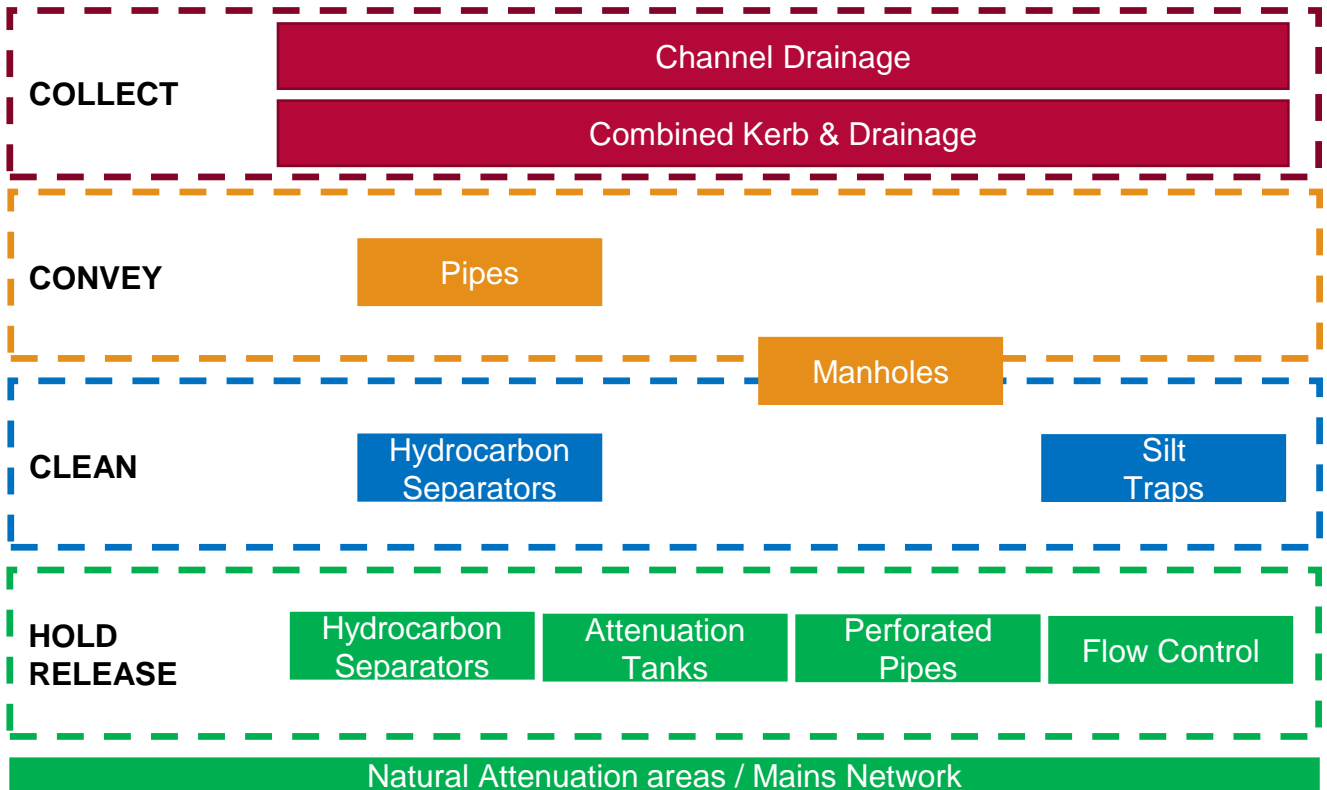 COLLECT
Channel Drainage
Combined Kerb & Drainage
CONVEY
Pipes
Manholes
CLEAN
Hydrocarbon
Separators
Silt
Traps
HOLD
RELEASE
Hydrocarbon
Separators
Attenuation
Tanks
Perforated
Pipes
Flow Control
Natural Attenuation areas / Mains Network